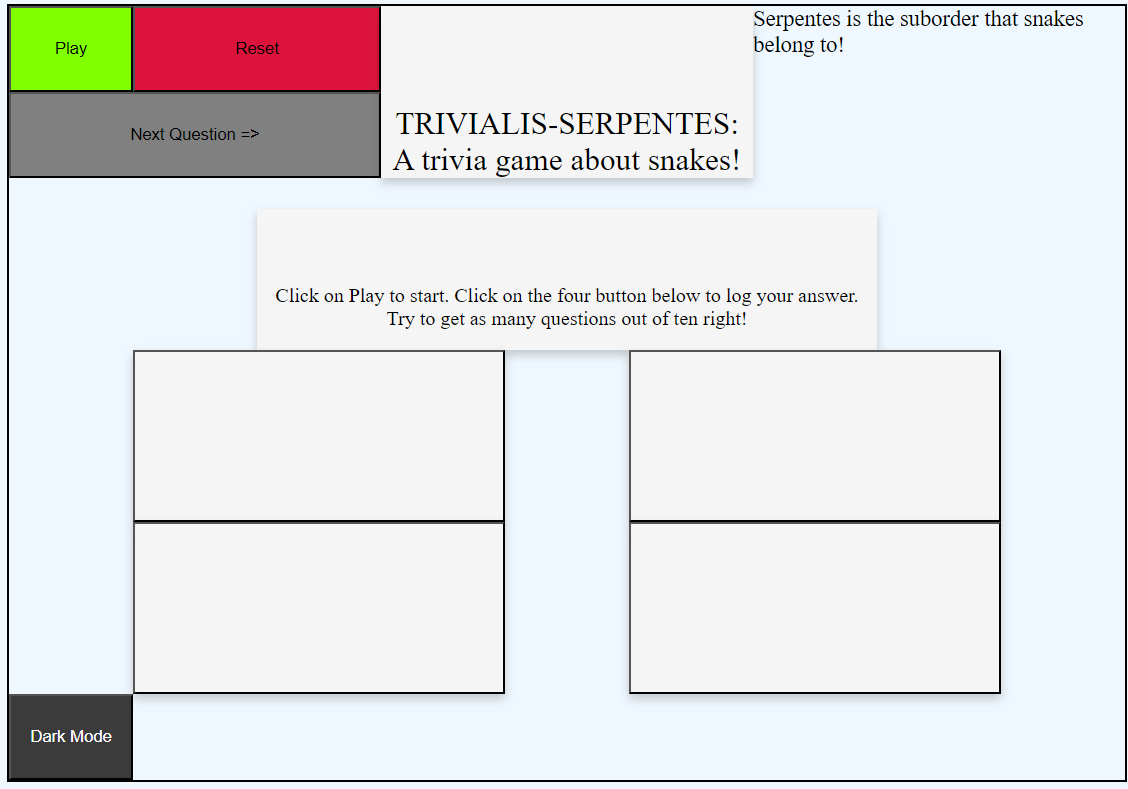 Play
Reset
Next Question =>
TRIVIALIS-SERPENTES:
A trivia game about snakes!
Serpentes is the suborder that snakes
belong to!
Click on Play to start. Click on the four button below to log your answer.
Try to get as many questions out of ten right!
Dark Mode